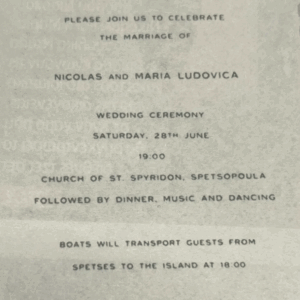 PLEASE JOIN US TO CELEBRATE
THE MARRIAGE OF
NICOLAS AND MARIA LUDOVICA
WEDDING CEREMONY
SATURDAY, 28TH JUNE
19:00
CHURCH OF ST. SPYRIDON, SPETSOPOULA
FOLLOWED BY DINNER, MUSIC AND DANCING
BOATS WILL TRANSPORT GUESTS FROM
SPETSES TO THE ISLAND AT 18:00